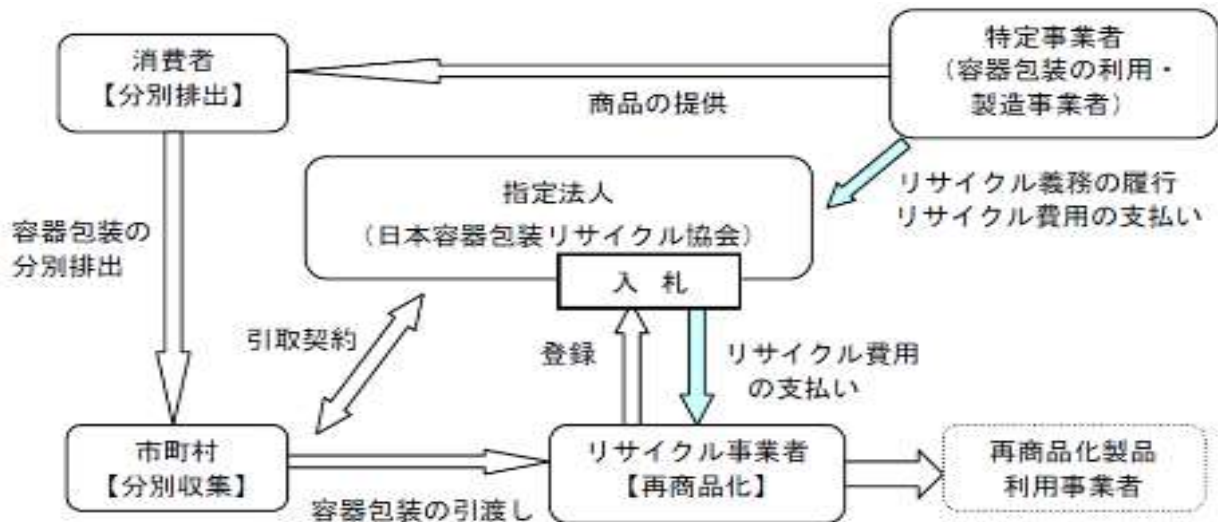 消費者
【分別排出】
特定事業者
（容器包装の利用・
製造事業者）
商品の提供
指定法人
（日本容器包装リサイクル協会）
入 札
リサイクル義務の履行
リサイクル費用の支払い
容器包装の
分別排出
引取契約
登録
リサイクル費用
の支払い
市町村
【分別収集】
容器包装の引渡し
リサイクル事業者
【再商品化】
再商品化製品
利用事業者